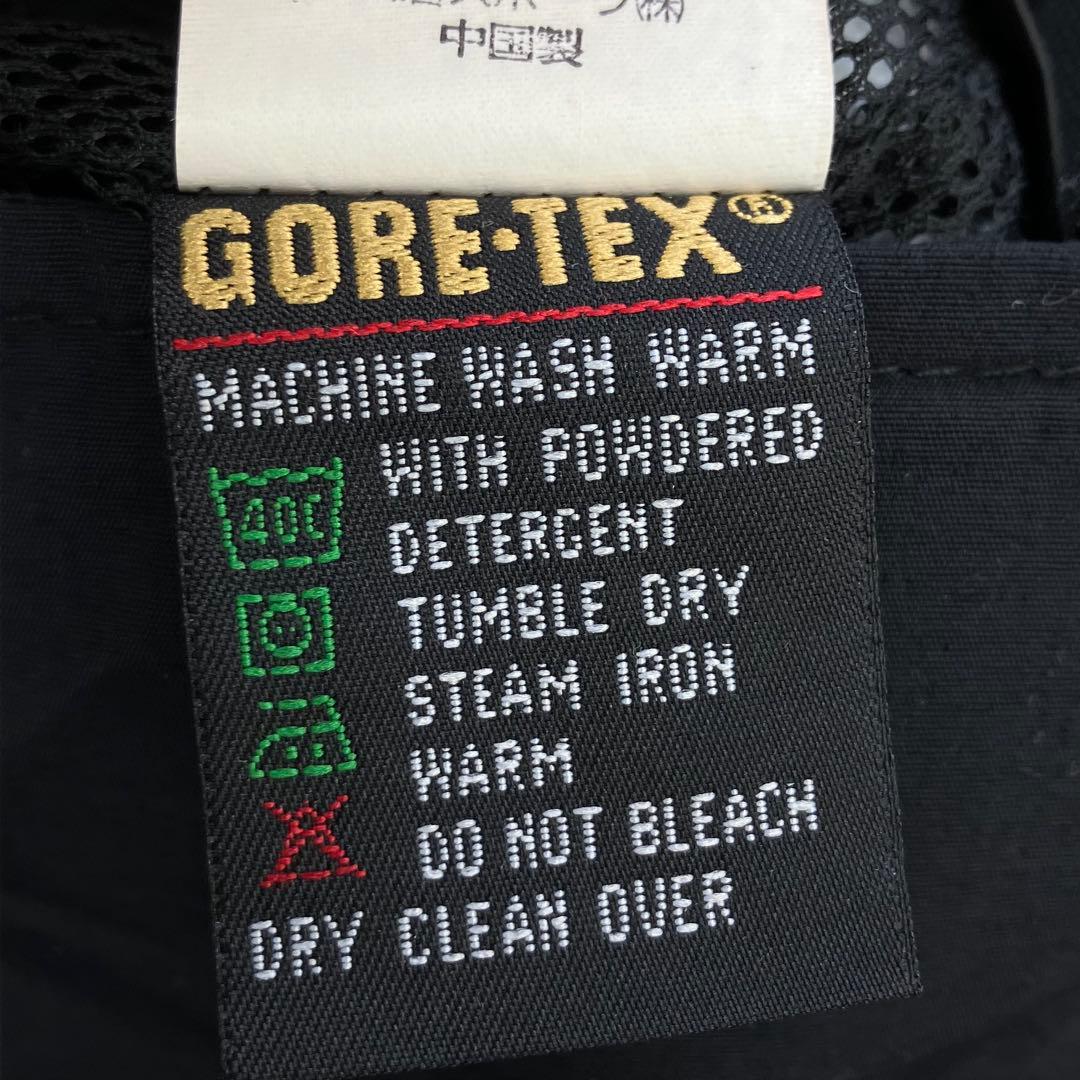 中国製
GORE-TEX®
MACHINE WASH WARM
WITH POWDERED
40C
DETERGENT
TUMBLE DRY
STEAM IRON
WARM
DO NOT BLEACH
DRY CLEAN OVER